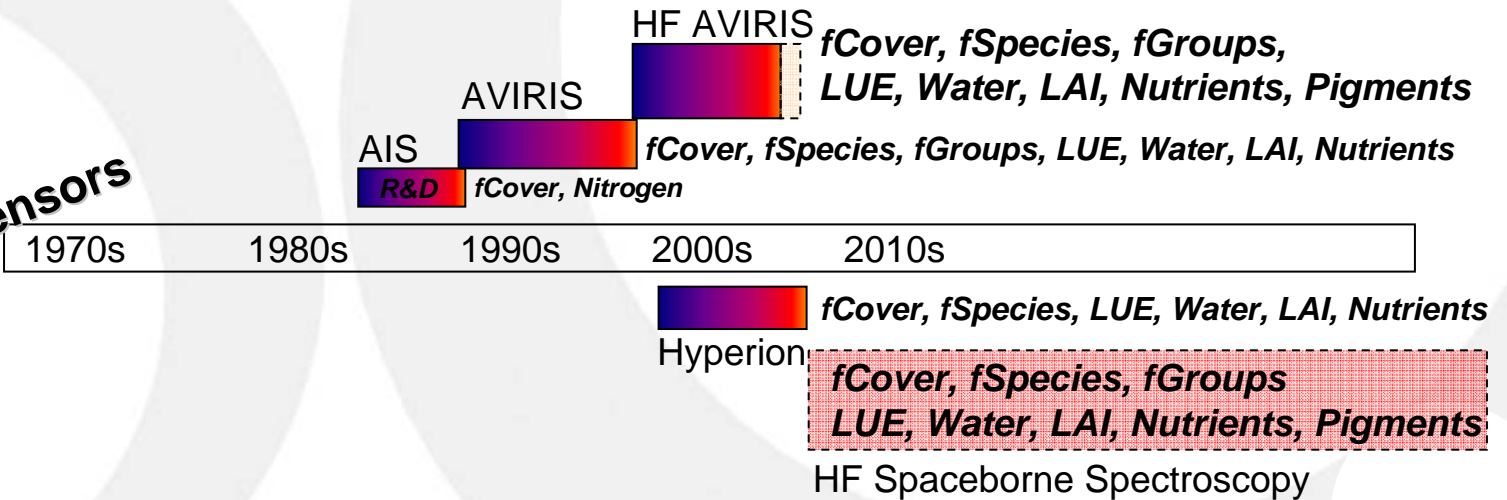 HF AVIRIS
fCover, fSpecies, fGroups,
LUE, Water, LAI, Nutrients, Pigments
AVIRIS
fCover, fSpecies, fGroups, LUE, Water, LAI, Nutrients
AIS
R&D
fCover, Nitrogen
ensors
1970s 1980s 1990s 2000s 2010s
fCover, fSpecies, LUE, Water, LAI, Nutrients
Hyperion
fCover, fSpecies, fGroups
LUE, Water, LAI, Nutrients, Pigments
HF Spaceborne Spectroscopy